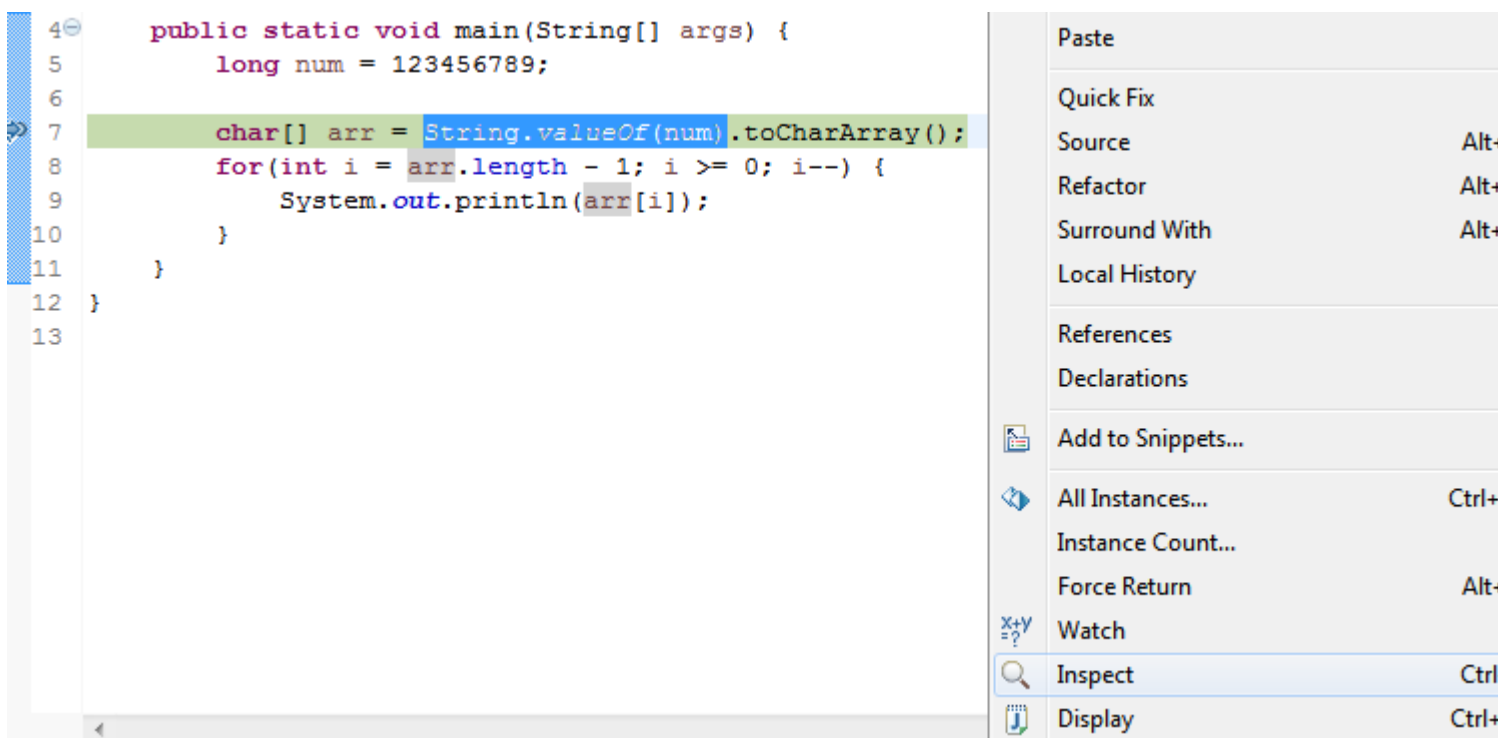 4 public static void main(String[] args) {
5 long num = 123456789;
6
7 char[] arr = String.valueOf(num).toCharArray();
8 for(int i = arr.length - 1; i >= 0; i--) {
9 System.out.println(arr[i]);
10 }
11 }
12 }
13
Paste
Quick Fix
Source Alt+
Refactor Alt+
Surround With Alt+
Local History
References
Declarations
Add to Snippets...
All Instances... Ctrl+
Instance Count...
Force Return Alt+
x+y =? Watch
Inspect Ctrl
J Display Ctrl+